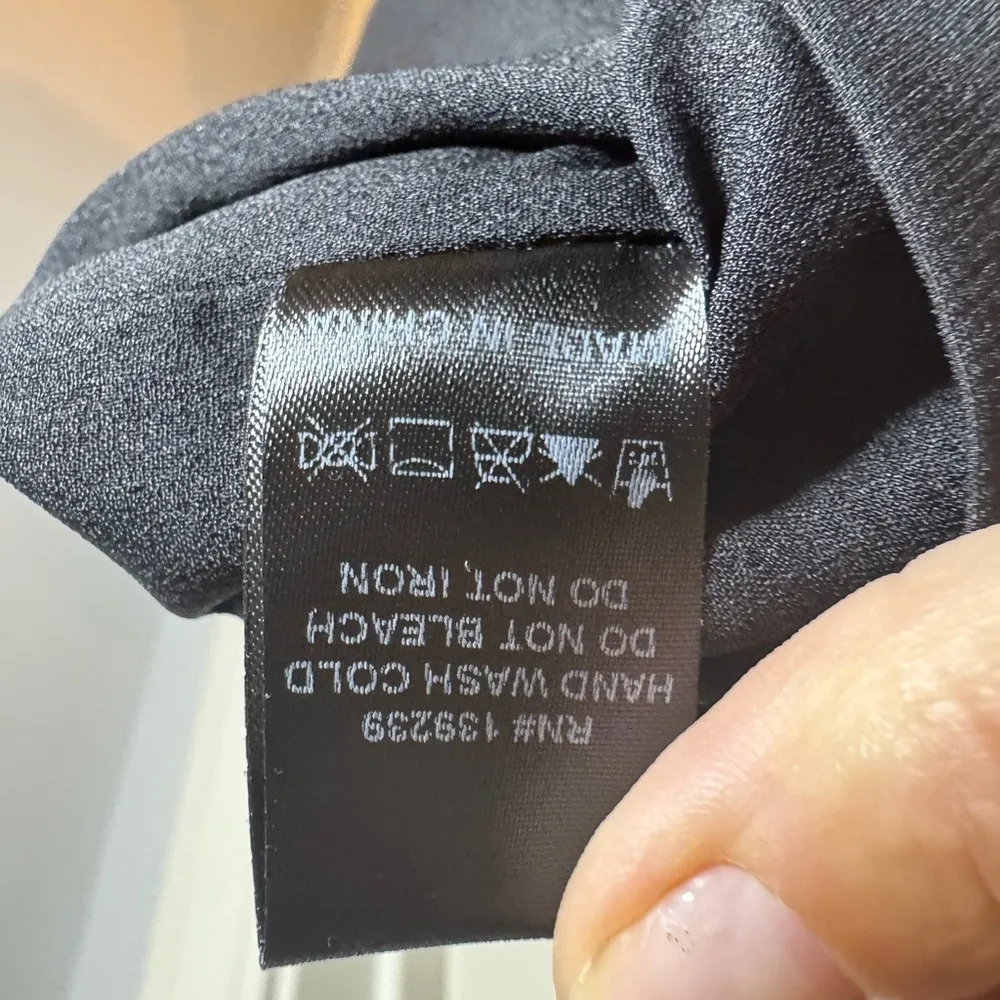 RN# 139239
HAND WASH COLD
DO NOT BLEACH
DO NOT IRON
MADE IN CHINA